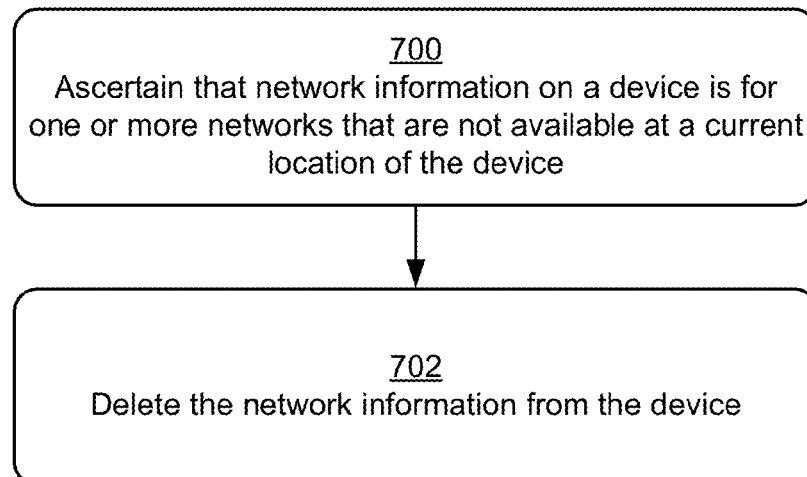 700
Ascertain that network information on a device is for
one or more networks that are not available at a current
location of the device
702
Delete the network information from the device